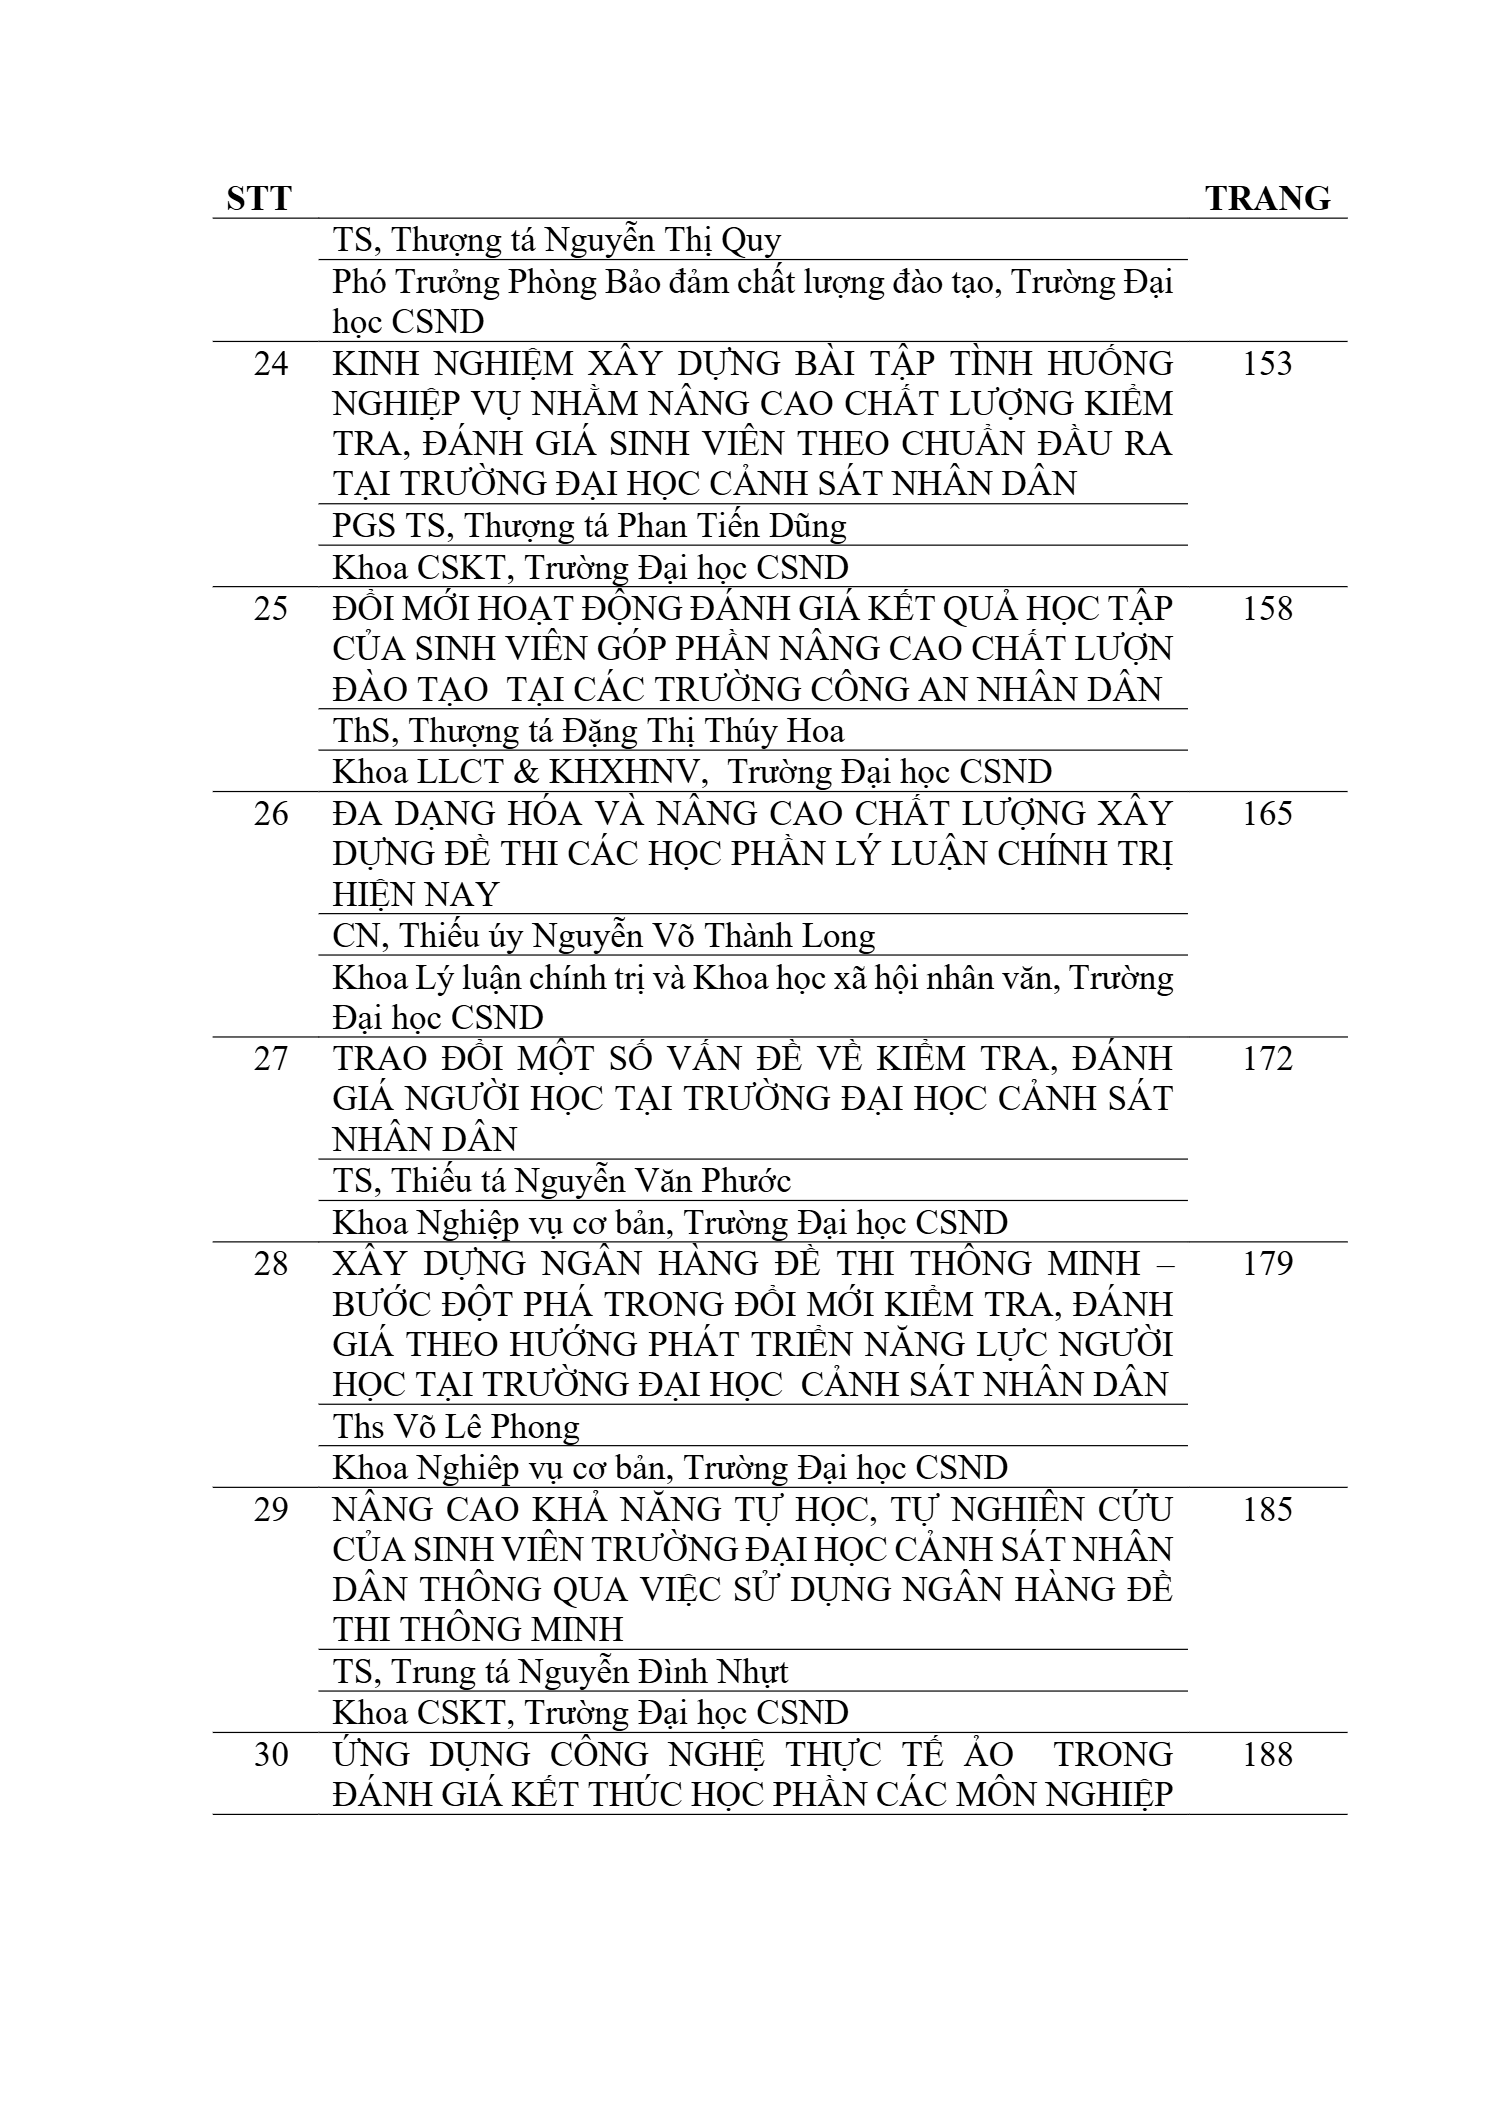 STT TRANG
TS, Thượng tá Nguyễn Thị Quy
Phó Trưởng Phòng Bảo đảm chất lượng đào tạo, Trường Đại
học CSND
24 KINH NGHIỆM XÂY DỰNG BÀI TẬP TÌNH HUỐNG 153
NGHIỆP VỤ NHẰM NÂNG CAO CHẤT LƯỢNG KIỂM
TRA, ĐÁNH GIÁ SINH VIÊN THEO CHUẨN ĐẦU RA
TẠI TRƯỜNG ĐẠI HỌC CẢNH SÁT NHÂN DÂN
PGS TS, Thượng tá Phan Tiến Dũng
Khoa CSKT, Trường Đại học CSND
25 ĐỔI MỚI HOẠT ĐỘNG ĐÁNH GIÁ KẾT QUẢ HỌC TẬP 158
CỦA SINH VIÊN GÓP PHẦN NÂNG CAO CHẤT LƯỢN
ĐÀO TẠO  TẠI CÁC TRƯỜNG CÔNG AN NHÂN DÂN
ThS, Thượng tá Đặng Thị Thúy Hoa
Khoa LLCT & KHXHNV,  Trường Đại học CSND
26 ĐA DẠNG HÓA VÀ NÂNG CAO CHẤT LƯỢNG XÂY 165
DỰNG ĐỀ THI CÁC HỌC PHẦN LÝ LUẬN CHÍNH TRỊ
HIỆN NAY
CN, Thiếu úy Nguyễn Võ Thành Long
Khoa Lý luận chính trị và Khoa học xã hội nhân văn, Trường
Đại học CSND
27 TRAO ĐỔI MỘT SỐ VẤN ĐỀ VỀ KIỂM TRA, ĐÁNH 172
GIÁ NGƯỜI HỌC TẠI TRƯỜNG ĐẠI HỌC CẢNH SÁT
NHÂN DÂN
TS, Thiếu tá Nguyễn Văn Phước
Khoa Nghiệp vụ cơ bản, Trường Đại học CSND
28 XÂY DỰNG NGÂN HÀNG ĐỀ THI THÔNG MINH – 179
BƯỚC ĐỘT PHÁ TRONG ĐỔI MỚI KIỂM TRA, ĐÁNH
GIÁ THEO HƯỚNG PHÁT TRIỂN NĂNG LỰC NGƯỜI
HỌC TẠI TRƯỜNG ĐẠI HỌC  CẢNH SÁT NHÂN DÂN
Ths Võ Lê Phong
Khoa Nghiêp vụ cơ bản, Trường Đại học CSND
29 NÂNG CAO KHẢ NĂNG TỰ HỌC, TỰ NGHIÊN CỨU 185
CỦA SINH VIÊN TRƯỜNG ĐẠI HỌC CẢNH SÁT NHÂN
DÂN THÔNG QUA VIỆC SỬ DỤNG NGÂN HÀNG ĐỀ
THI THÔNG MINH
TS, Trung tá Nguyễn Đình Nhựt
Khoa CSKT, Trường Đại học CSND
30 ỨNG DỤNG CÔNG NGHỆ THỰC TẾ ẢO  TRONG 188
ĐÁNH GIÁ KẾT THÚC HỌC PHẦN CÁC MÔN NGHIỆP